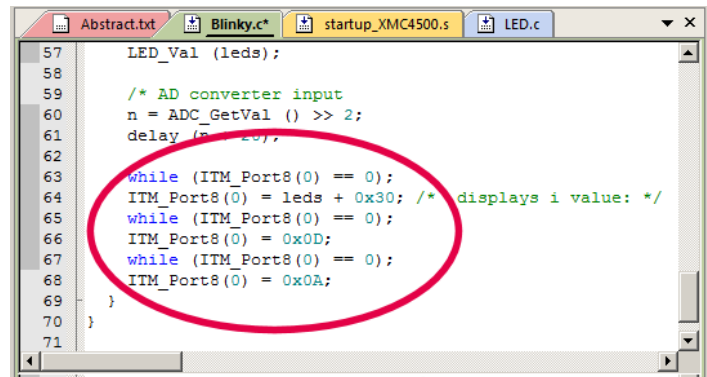 Abstract.txt Blinky.c* startup_XMC4500.s LED.c
57 LED_Val (leds);
58
59 /* AD converter input
60 n = ADC_GetVal () >> 2;
61 delay (n + 20);
62
63 while (ITM_Port8(0) == 0);
64 ITM_Port8(0) = leds + 0x30; /* displays i value: */
65 while (ITM_Port8(0) == 0);
66 ITM_Port8(0) = 0x0D;
67 while (ITM_Port8(0) == 0);
68 ITM_Port8(0) = 0x0A;
69 }
70 }
71